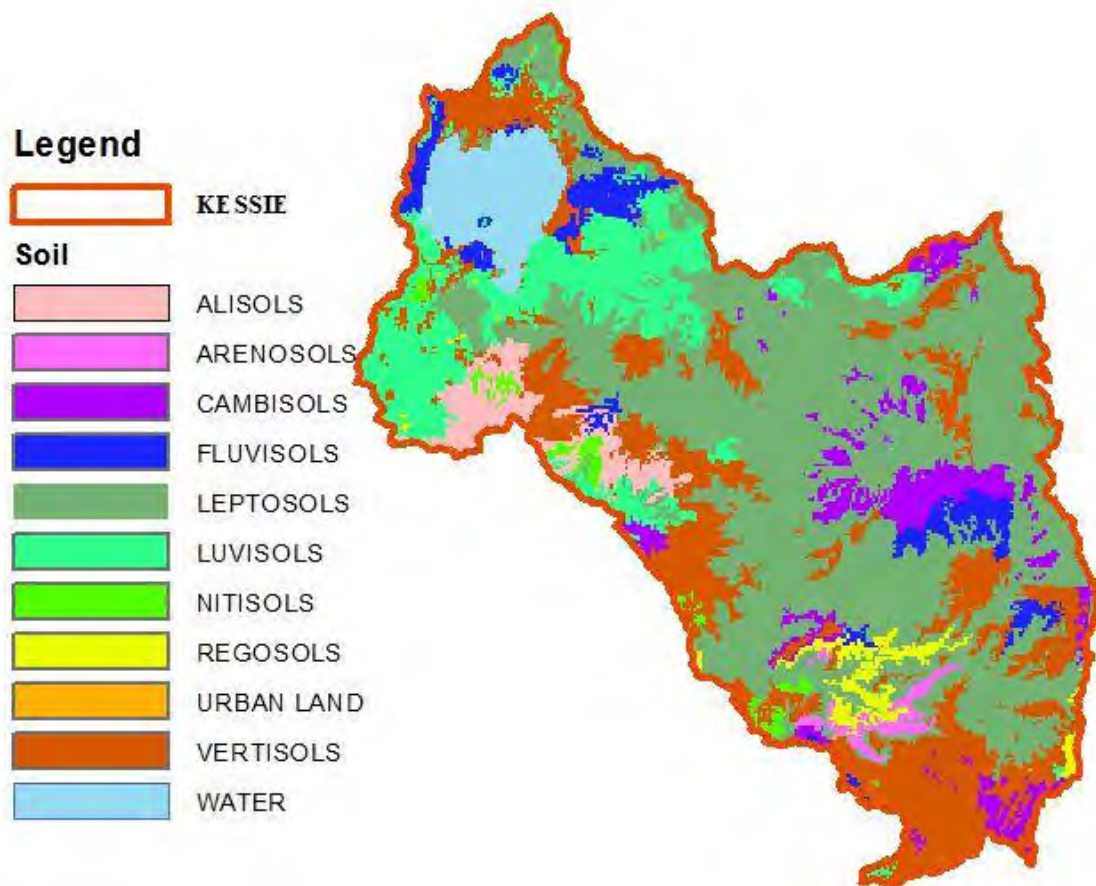 Legend
KESSIE
Soil
ALISOLS
ARENOSOLS
CAMBISOLS
FLUVISOLS
LEPTOSOLS
LUVISOLS
NITISOLS
REGOSOLS
URBAN LAND
VERTISOLS
WATER